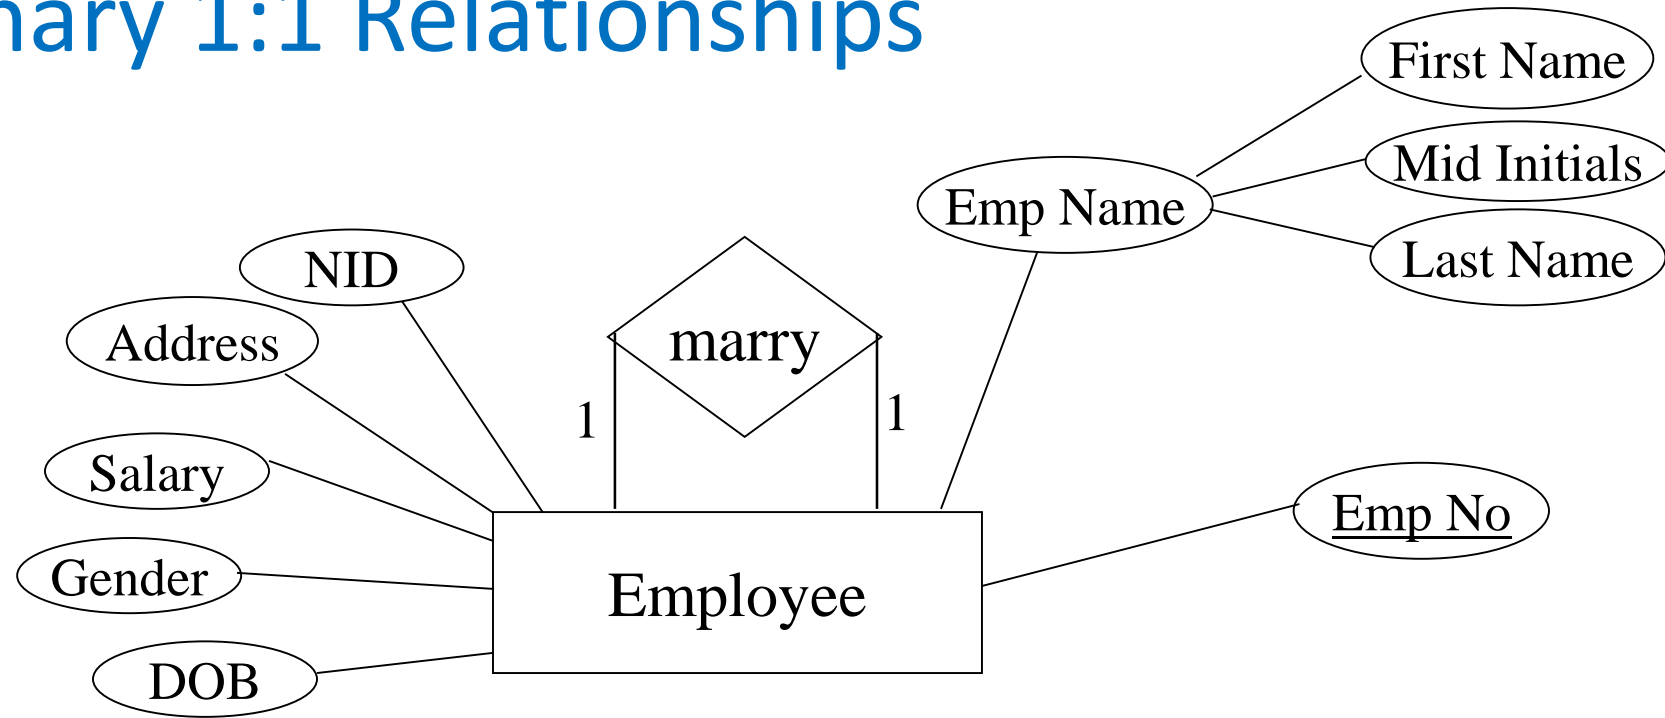 nary 1:1 Relationships
First Name
Mid Initials
Emp Name
Last Name
NID
Address
marry
1
1
Salary
Emp No
Gender
Employee
DOB